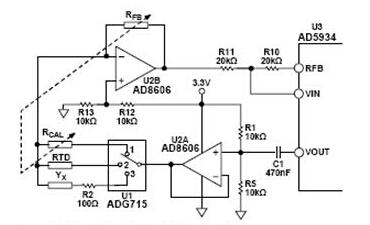 RFB
U3
AD5934
R11
20kΩ
R10
20kΩ
RFB
U2B
AD8606
3.3V
VIN
R13
10kΩ
R12
10kΩ
RCAL
U2A
AD8606
R1
10kΩ
VOUT
1
RTD
2
C1
470nF
YX
3
R2
100Ω
U1
ADG715
R5
10kΩ